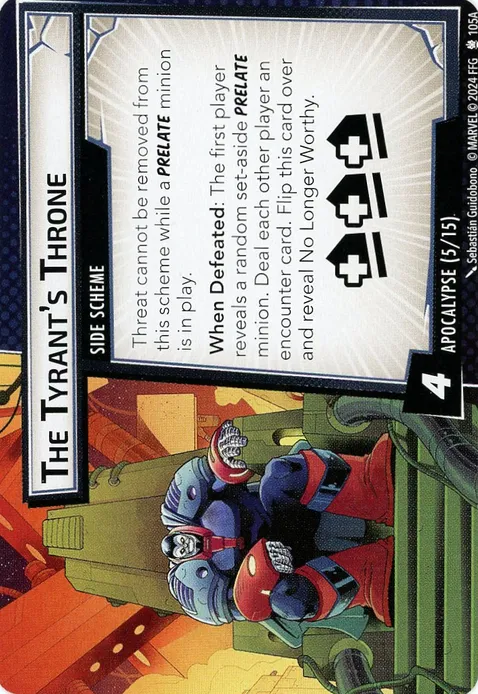 THE TYRANT'S THRONE
SIDE SCHEME
Threat cannot be removed from
this scheme while a PRELATE minion
is in play.
When Defeated: The first player
reveals a random set-aside PRELATE
minion. Deal each other player an
encounter card. Flip this card over
and reveal No Longer Worthy.
4
APOCALYPSE (5/15).
Sebastián Guidobono © MARVEL © 2024 FFG 105A